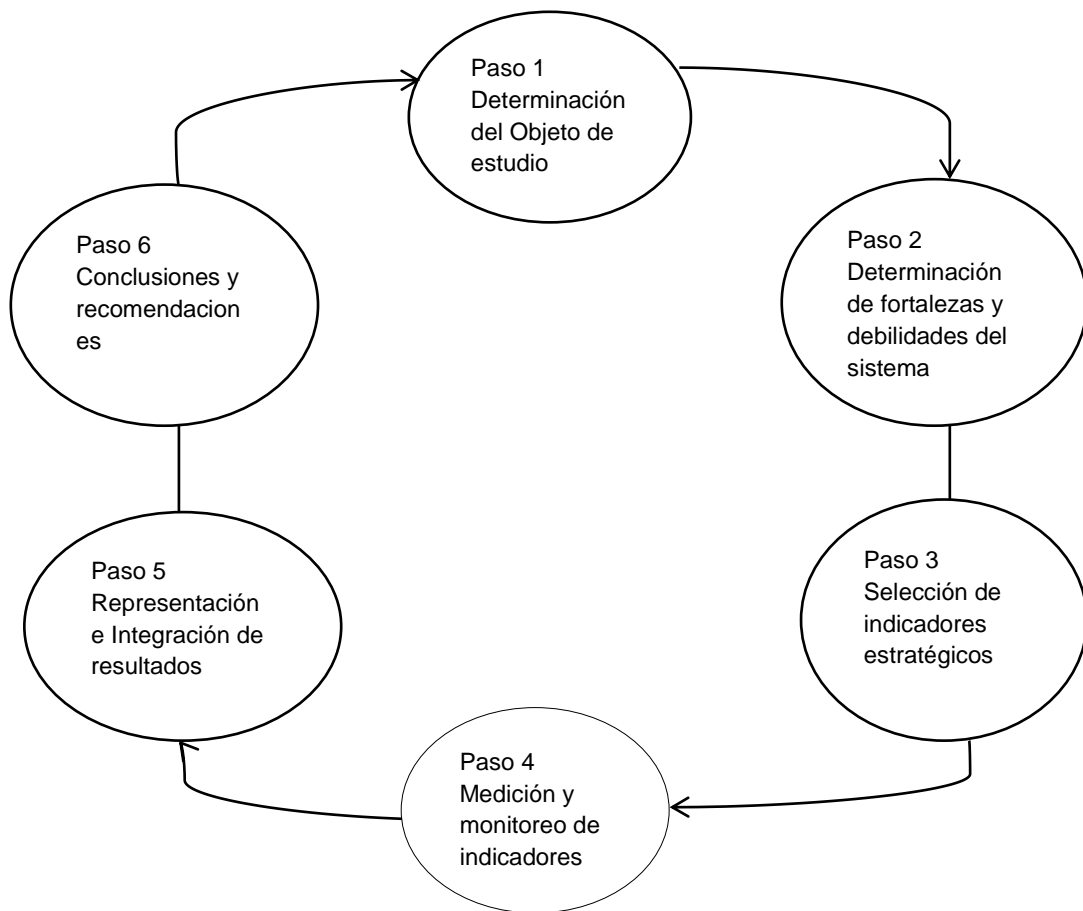 Paso 1
Determinación
del Objeto de
estudio
Paso 2
Determinación
de fortalezas y
debilidades del
sistema
Paso 3
Selección de
indicadores
estratégicos
Paso 4
Medición y
monitoreo de
indicadores
Paso 5
Representación
e Integración de
resultados
Paso 6
Conclusiones y
recomendacion
es